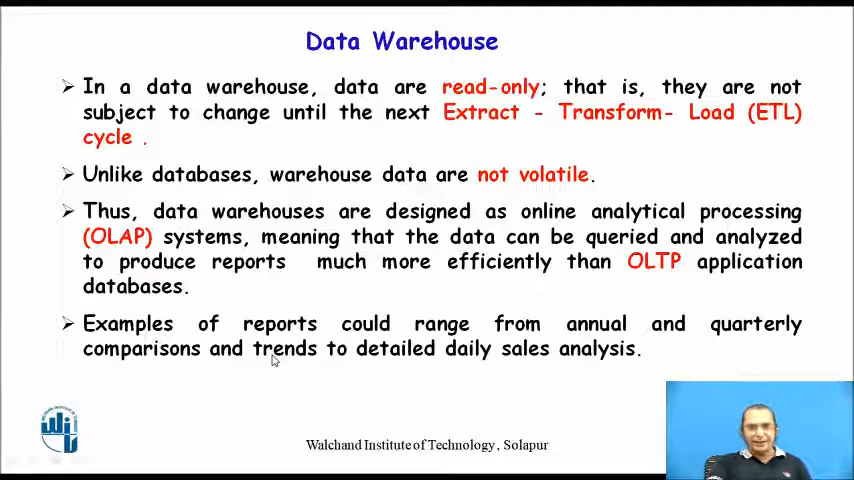 Data Warehouse
➢ In a data warehouse, data are read-only; that is, they are not
subject to change until the next Extract - Transform- Load (ETL)
cycle .
➢ Unlike databases, warehouse data are not volatile.
➢ Thus, data warehouses are designed as online analytical processing
(OLAP) systems, meaning that the data can be queried and analyzed
to produce reports much more efficiently than OLTP application
databases.
➢ Examples of reports could range from annual and quarterly
comparisons and trends to detailed daily sales analysis.
Walchand Institute of Technology, Solapur